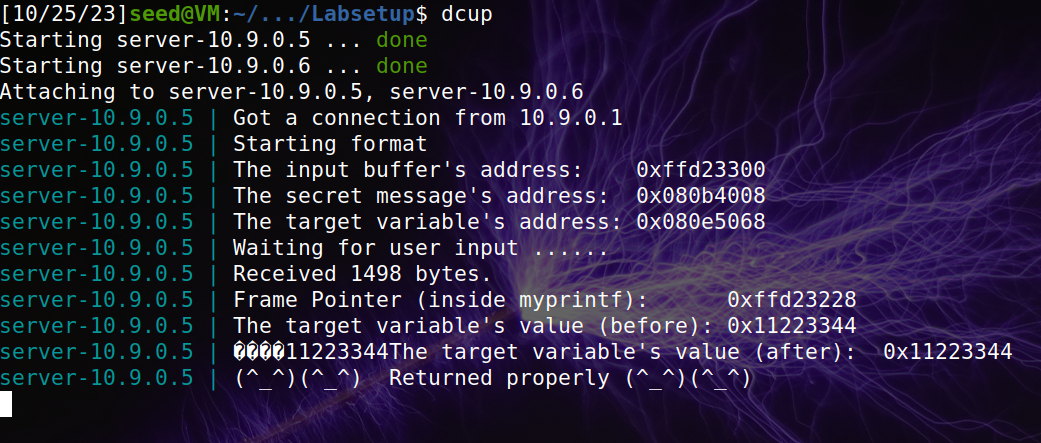 [10/25/23]seed@VM:~/.../Labsetup$ dcup
Starting server-10.9.0.5 ... done
Starting server-10.9.0.6 ... done
Attaching to server-10.9.0.5, server-10.9.0.6
server-10.9.0.5 | Got a connection from 10.9.0.1
server-10.9.0.5 | Starting format
server-10.9.0.5 | The input buffer's address:    0xffd23300
server-10.9.0.5 | The secret message's address:  0x080b4008
server-10.9.0.5 | The target variable's address: 0x080e5068
server-10.9.0.5 | Waiting for user input ......
server-10.9.0.5 | Received 1498 bytes.
server-10.9.0.5 | Frame Pointer (inside myprintf):      0xffd23228
server-10.9.0.5 | The target variable's value (before): 0x11223344
server-10.9.0.5 | ����11223344The target variable's value (after):  0x11223344
server-10.9.0.5 | (^_^)(^_^)  Returned properly (^_^)(^_^)